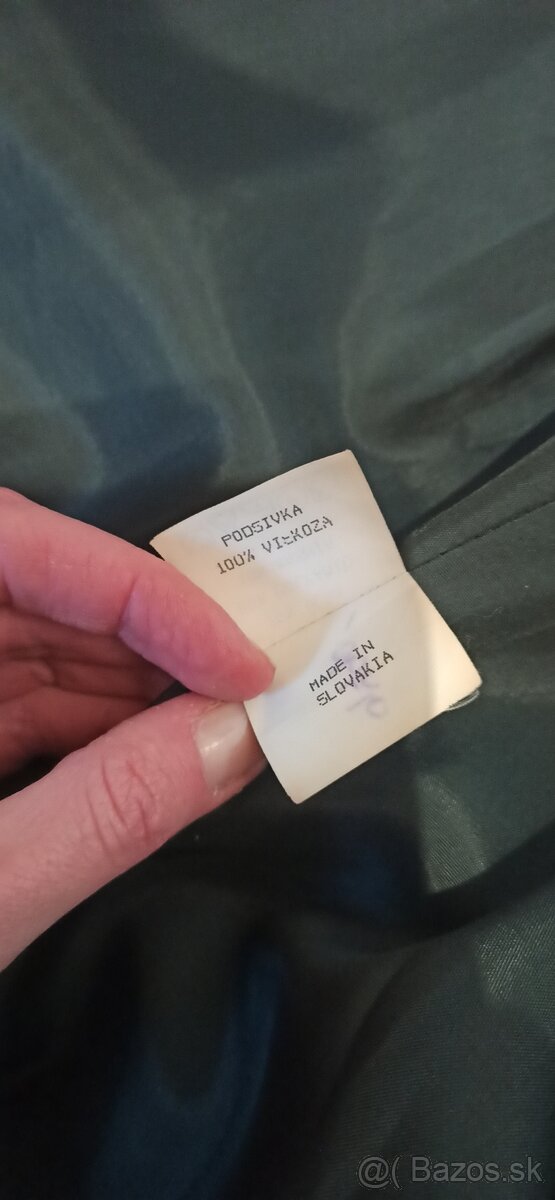 PODSIVKA
100% VISKOZA
MADE IN
SLOVAKIA
@( Bazos.sk